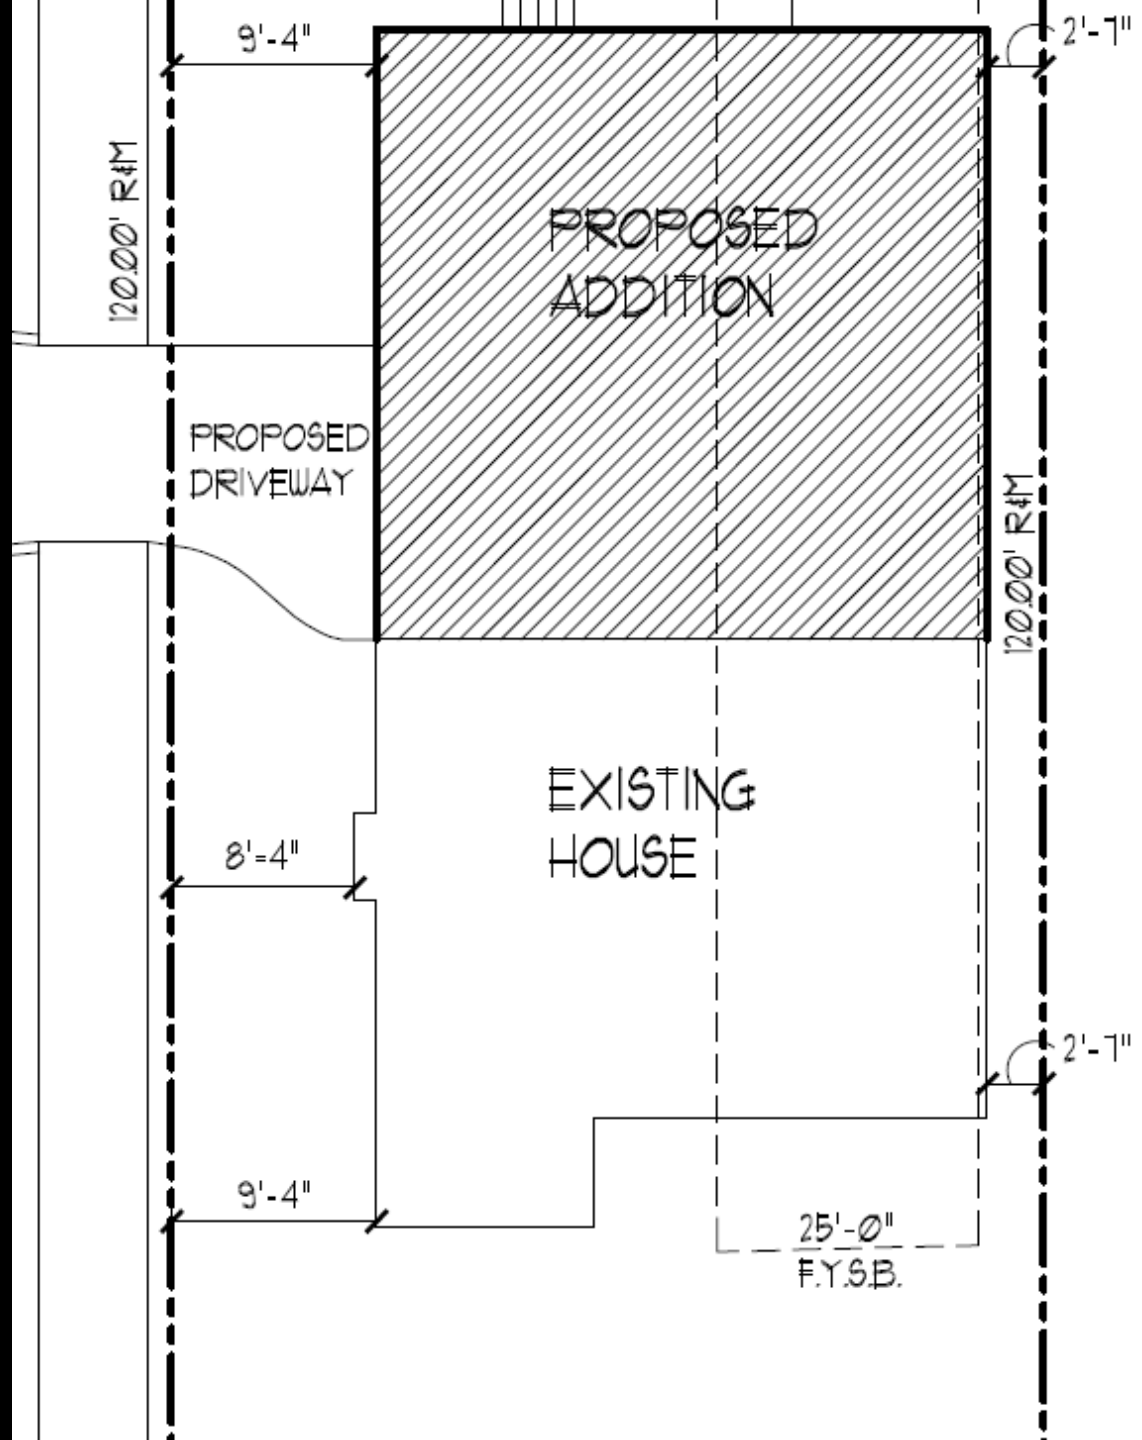 9'-4"
2'-7"
120.00' R&M
PROPOSED
ADDITION
PROPOSED
DRIVEWAY
120.00' R&M
EXISTING
HOUSE
8'=4"
2'-7"
9'-4"
25'-0"
F.Y.S.B.